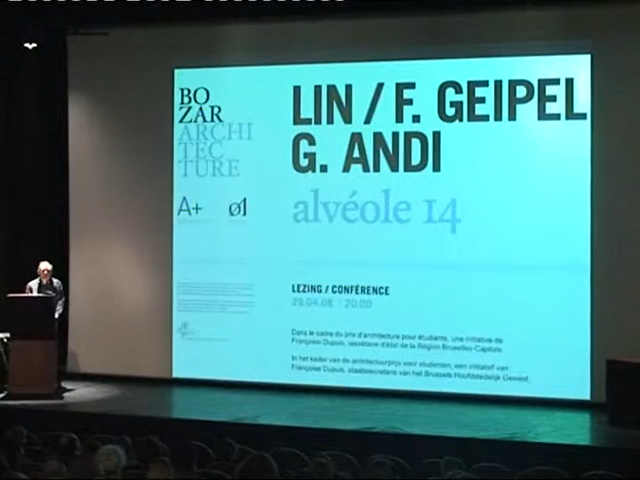 BO
ZAR
ARCHI
TEC
TURE
A+
ø1
LIN / F. GEIPEL
G. ANDI
alvéole 14
LEZING / CONFÉRENCE
29.04.08 - 20:00
Dans le cadre du prix d'architecture pour étudiants, une initiative de
Françoise Dupuis, secrétaire d'état de la Région Bruxelles-Capitale.
In het kader van de architectuurprijs voor studenten, een initiatief van
Françoise Dupuis, staatssecretaris van het Brussels Hoofdstedelijk Gewest.